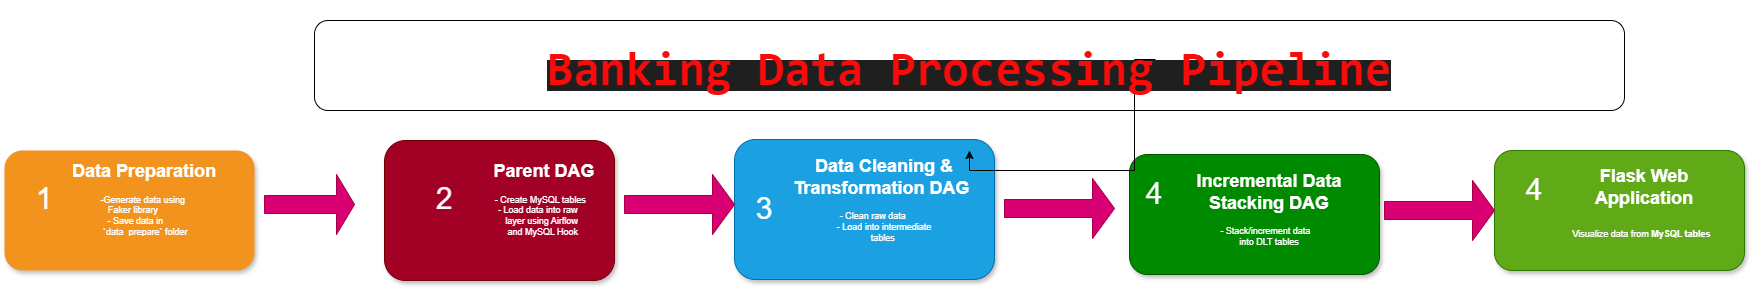 Banking Data Processing Pipeline
1
Data Preparation
-Generate data using
Faker library
- Save data in
`data_prepare` folder
2
Parent DAG
- Create MySQL tables
- Load data into raw
layer using Airflow
and MySQL Hook
3
Data Cleaning &
Transformation DAG
- Clean raw data
- Load into intermediate
tables
4
Incremental Data
Stacking DAG
- Stack/increment data
into DLT tables
4
Flask Web
Application
Visualize data from MySQL tables